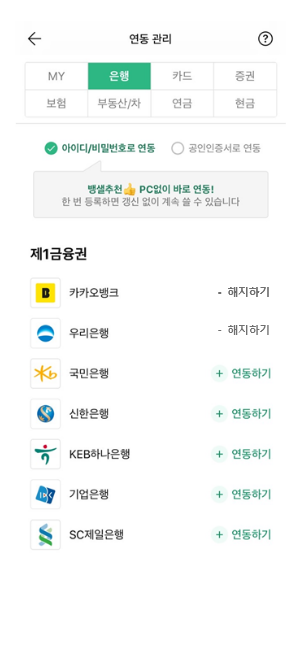 연동 관리
MY 은행 카드 증권
보험 부동산/차 연금 현금
아이디/비밀번호로 연동 공인인증서로 연동
뱅샐추천👍 PC없이 바로 연동!
한 번 등록하면 갱신 없이 계속 쓸 수 있습니다
제1금융권
카카오뱅크 - 해지하기
우리은행 - 해지하기
국민은행 + 연동하기
신한은행 + 연동하기
KEB하나은행 + 연동하기
기업은행 + 연동하기
SC제일은행 + 연동하기